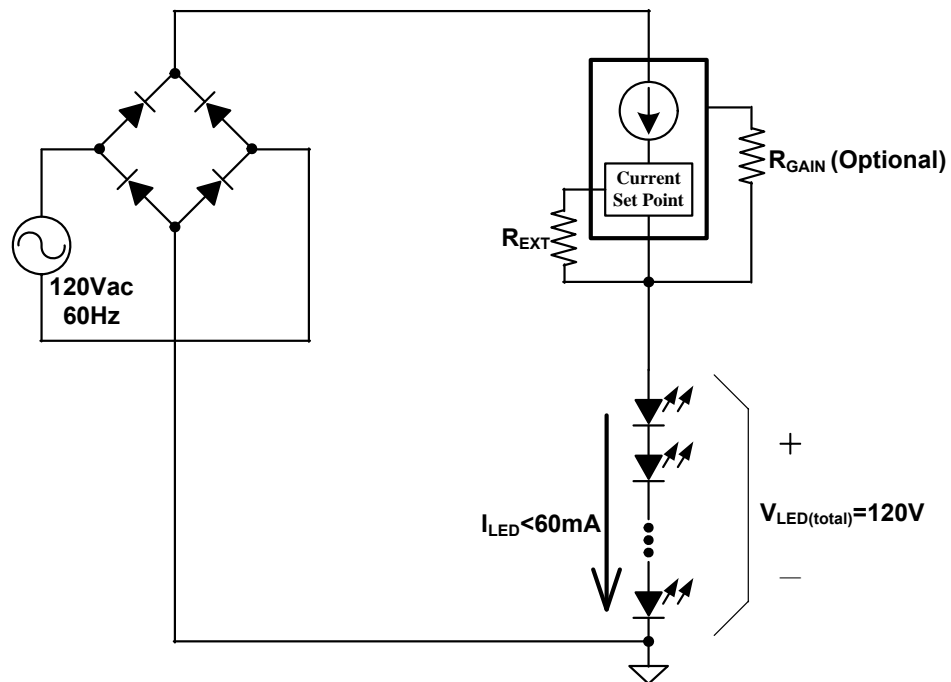 Current
Set Point
R_GAIN (Optional)
R_EXT
120Vac
60Hz
I_LED<60mA
+
V_LED(total)=120V
−